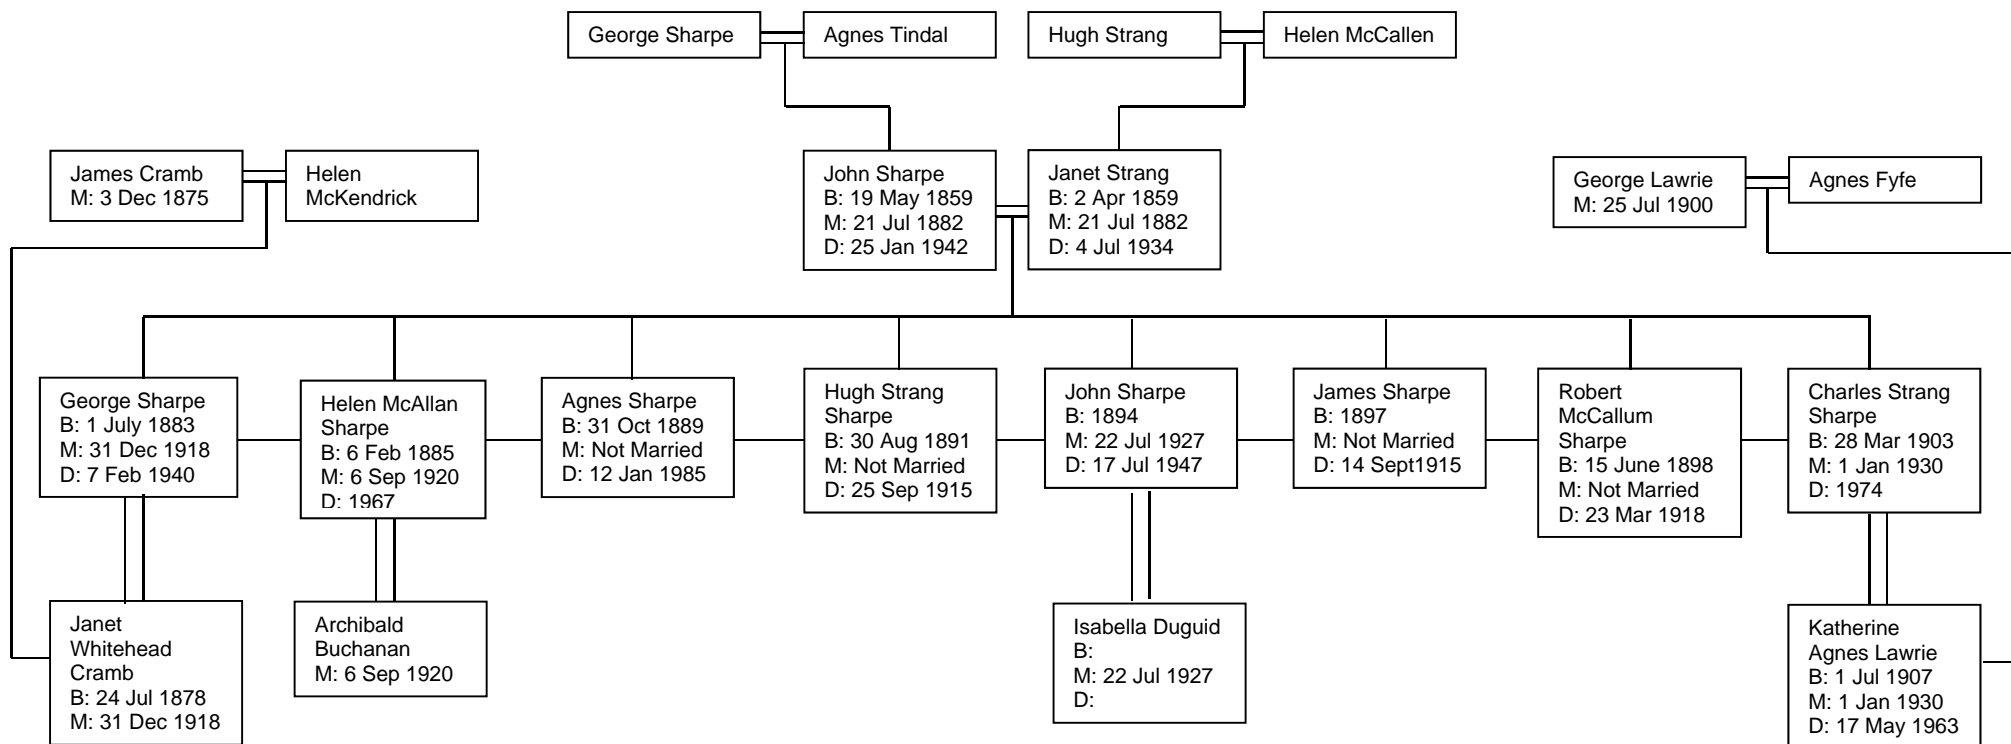 George Sharpe
Agnes Tindal
Hugh Strang
Helen McCallen
James Cramb
M: 3 Dec 1875
Helen
McKendrick
John Sharpe
B: 19 May 1859
M: 21 Jul 1882
D: 25 Jan 1942
Janet Strang
B: 2 Apr 1859
M: 21 Jul 1882
D: 4 Jul 1934
George Lawrie
M: 25 Jul 1900
Agnes Fyfe
George Sharpe
B: 1 July 1883
M: 31 Dec 1918
D: 7 Feb 1940
Helen McAllan
Sharpe
B: 6 Feb 1885
M: 6 Sep 1920
D: 1967
Agnes Sharpe
B: 31 Oct 1889
M: Not Married
D: 12 Jan 1985
Hugh Strang
Sharpe
B: 30 Aug 1891
M: Not Married
D: 25 Sep 1915
John Sharpe
B: 1894
M: 22 Jul 1927
D: 17 Jul 1947
James Sharpe
B: 1897
M: Not Married
D: 14 Sept1915
Robert
McCallum
Sharpe
B: 15 June 1898
M: Not Married
D: 23 Mar 1918
Charles Strang
Sharpe
B: 28 Mar 1903
M: 1 Jan 1930
D: 1974
Janet
Whitehead
Cramb
B: 24 Jul 1878
M: 31 Dec 1918
Archibald
Buchanan
M: 6 Sep 1920
Isabella Duguid
B:
M: 22 Jul 1927
D:
Katherine
Agnes Lawrie
B: 1 Jul 1907
M: 1 Jan 1930
D: 17 May 1963